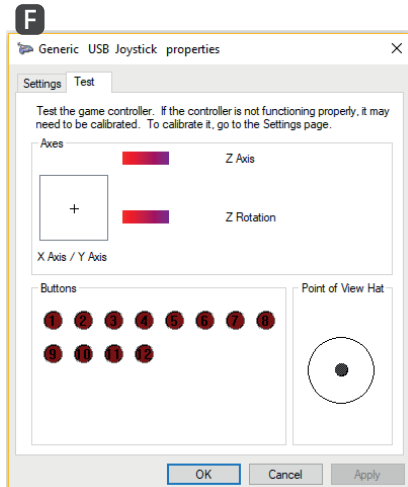 F
Generic USB Joystick properties
Settings Test
Test the game controller. If the controller is not functioning properly, it may
need to be calibrated. To calibrate it, go to the Settings page.
Axes
Z Axis
Z Rotation
X Axis / Y Axis
Buttons
Point of View Hat
1 2 3 4 5 6 7 8
9 10 11 12
OK Cancel Apply